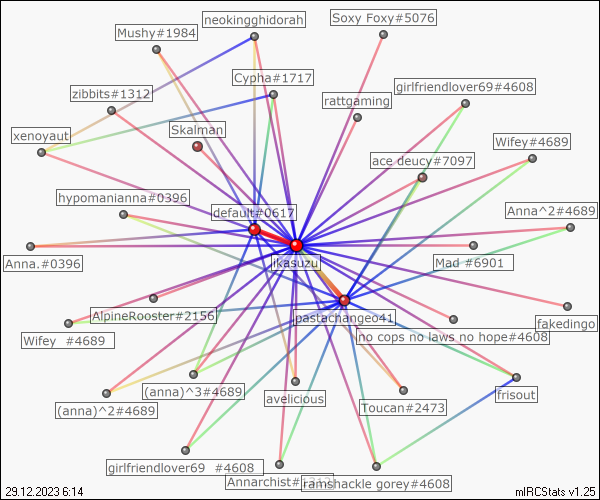 neokingghidorah
Soxy Foxy#5076
Mushy#1984
Cypha#1717
girlfriendlover69#4608
zibbits#1312
rattgaming
xenoyaut
Skalman
Wifey#4689
ace deucy#7097
hypomanianna#0396
default#0617
Anna^2#4689
Anna.#0396
ikasuzu
Mad #6901
AlpineRooster#2156
pastachangeo41
fakedingo
Wifey #4689
no cops no laws no hope#4608
(anna)^3#4689
avelicious
frisout
(anna)^2#4689
Toucan#2473
girlfriendlover69 #4608
Annarchist#1312
ramshackle gorey#4608
29.12.2023 6:14
mIRCStats v1.25